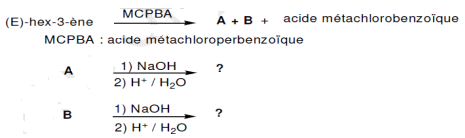 MCPBA
(E)-hex-3-ène A + B + acide métachlorobenzoïque
MCPBA : acide métachloroperbenzoïque
A 1) NaOH ?
2) H⁺ / H₂O
B 1) NaOH ?
2) H⁺ / H₂O